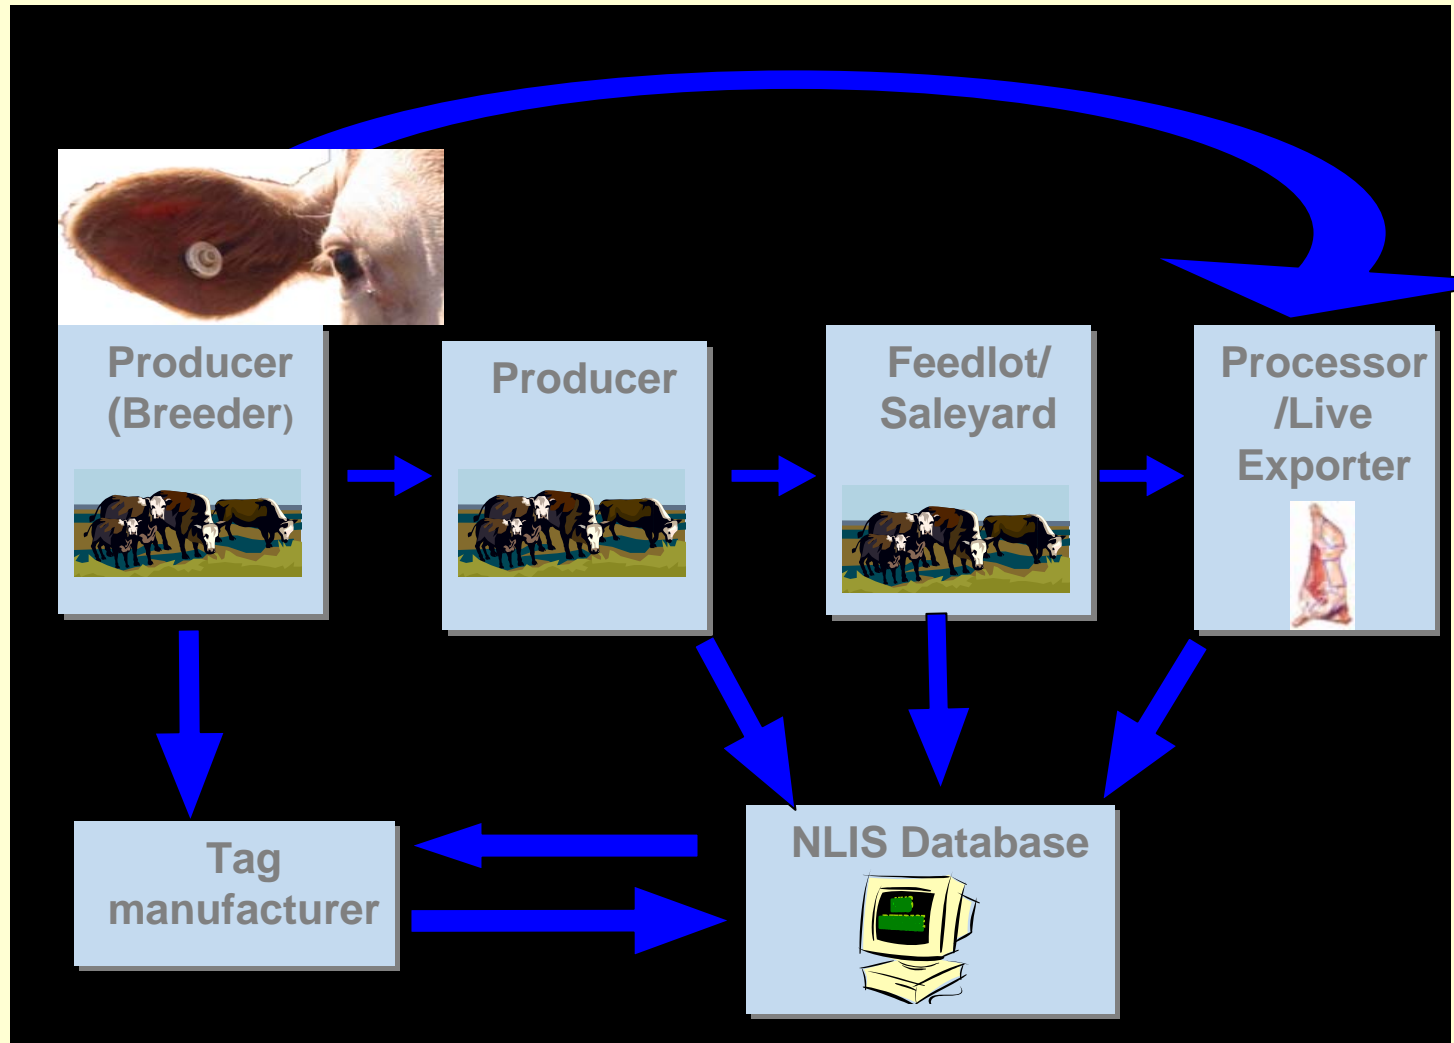 Producer
(Breeder)
Producer
Feedlot/
Saleyard
Processor
/Live
Exporter
Tag
manufacturer
NLIS Database